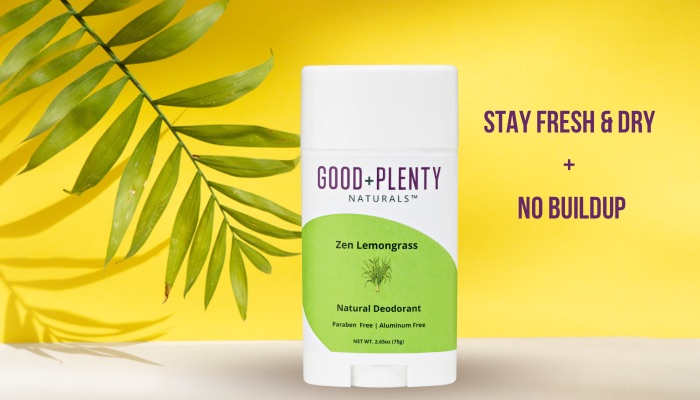 GOOD+PLENTY
NATURALS™
Zen Lemongrass
Natural Deodorant
Paraben Free | Aluminum Free
NET WT. 2.65oz (75g)
STAY FRESH & DRY
+
NO BUILDUP